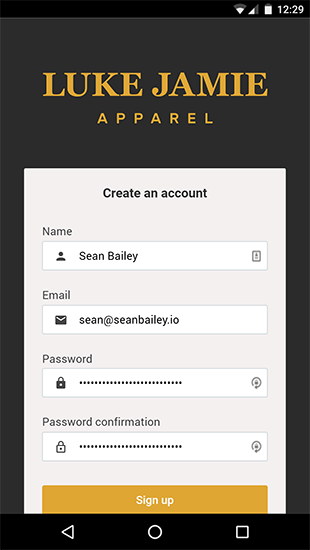 12:29
LUKE JAMIE
APPAREL
Create an account
Name
Sean Bailey
Email
sean@seanbailey.io
Password
•••••••••••••••••••••••••••
Password confirmation
•••••••••••••••••••••••••••
Sign up